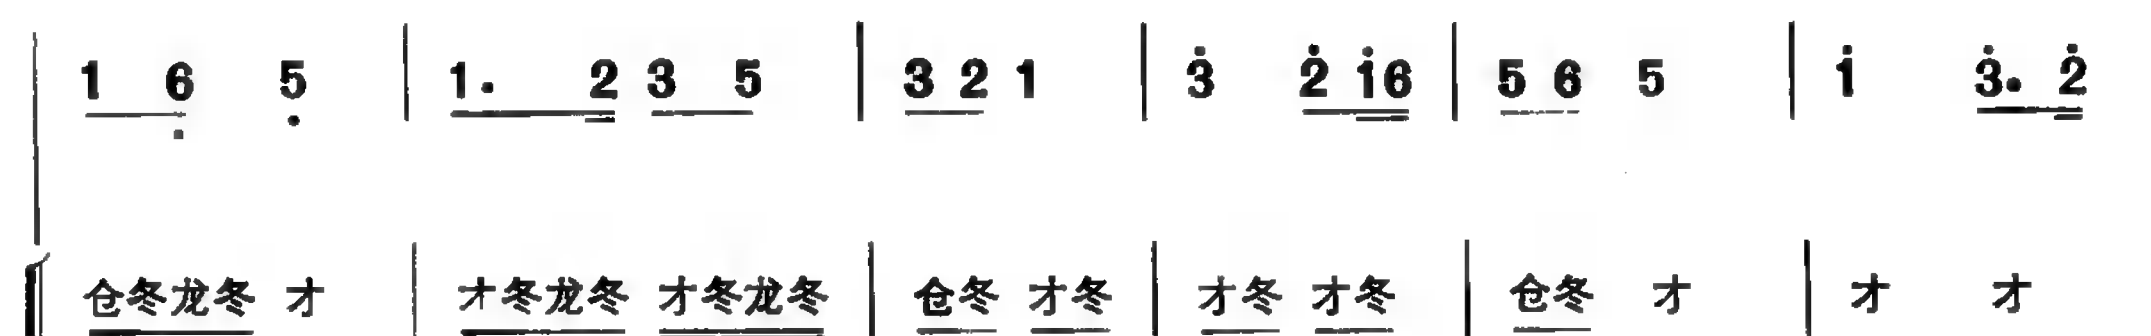 1 6̣ 5̣ | 1. 2 3 5 | 3 2 1 | 3̇ 2̇ 1̇6 | 5 6 5 | 1̇ 3̇. 2̇
仓冬龙冬 才 | 才冬龙冬 才冬龙冬 | 仓冬 才冬 | 才冬 才冬 | 仓冬 才 | 才 才